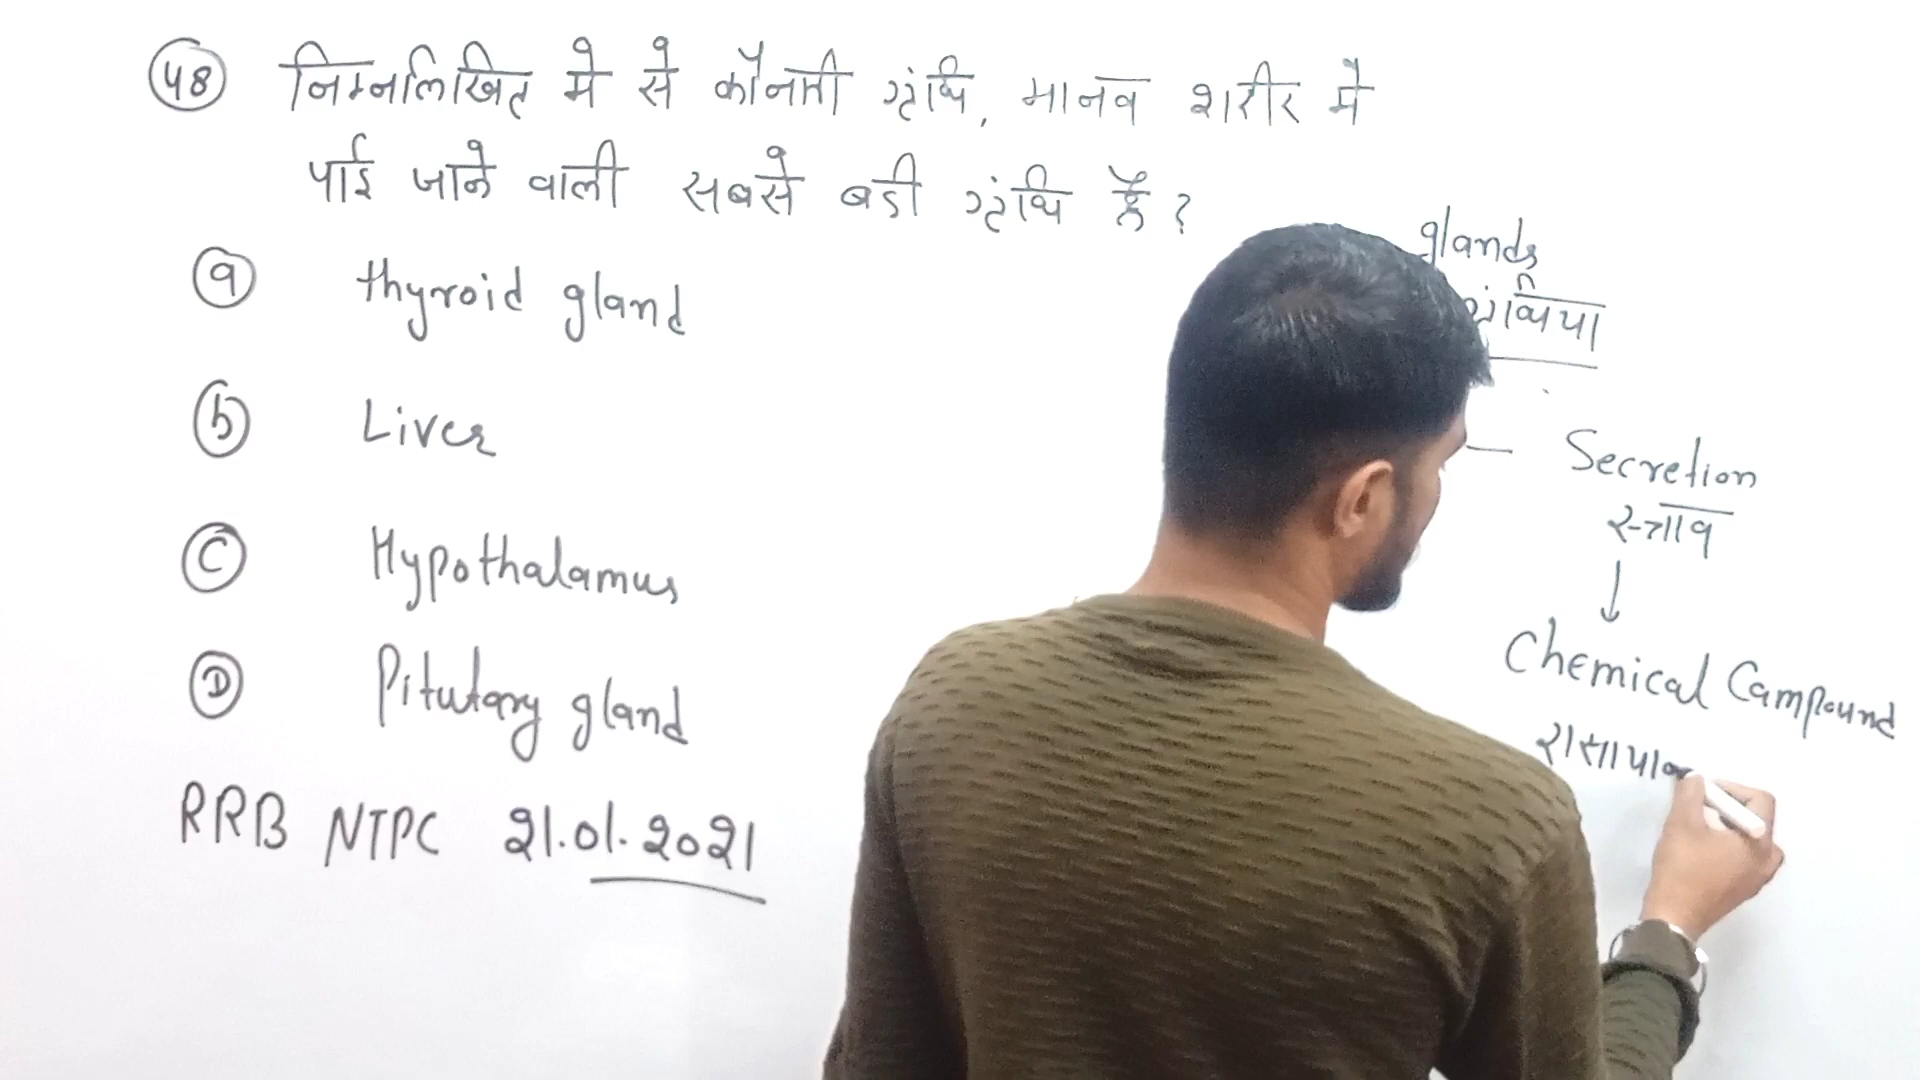 48 निम्नलिखित मे से कौनसी ग्रंथि, मानव शरीर मे
पाई जाने वाली सबसे बडी ग्रंथि है ?
a thyroid gland
b Liver
C Hypothalamus
D Pitutary gland
RRB NTPC 21.01.2021
glands
ग्रंथिया
— Secretion
स्त्राव
↓
Chemical Campound